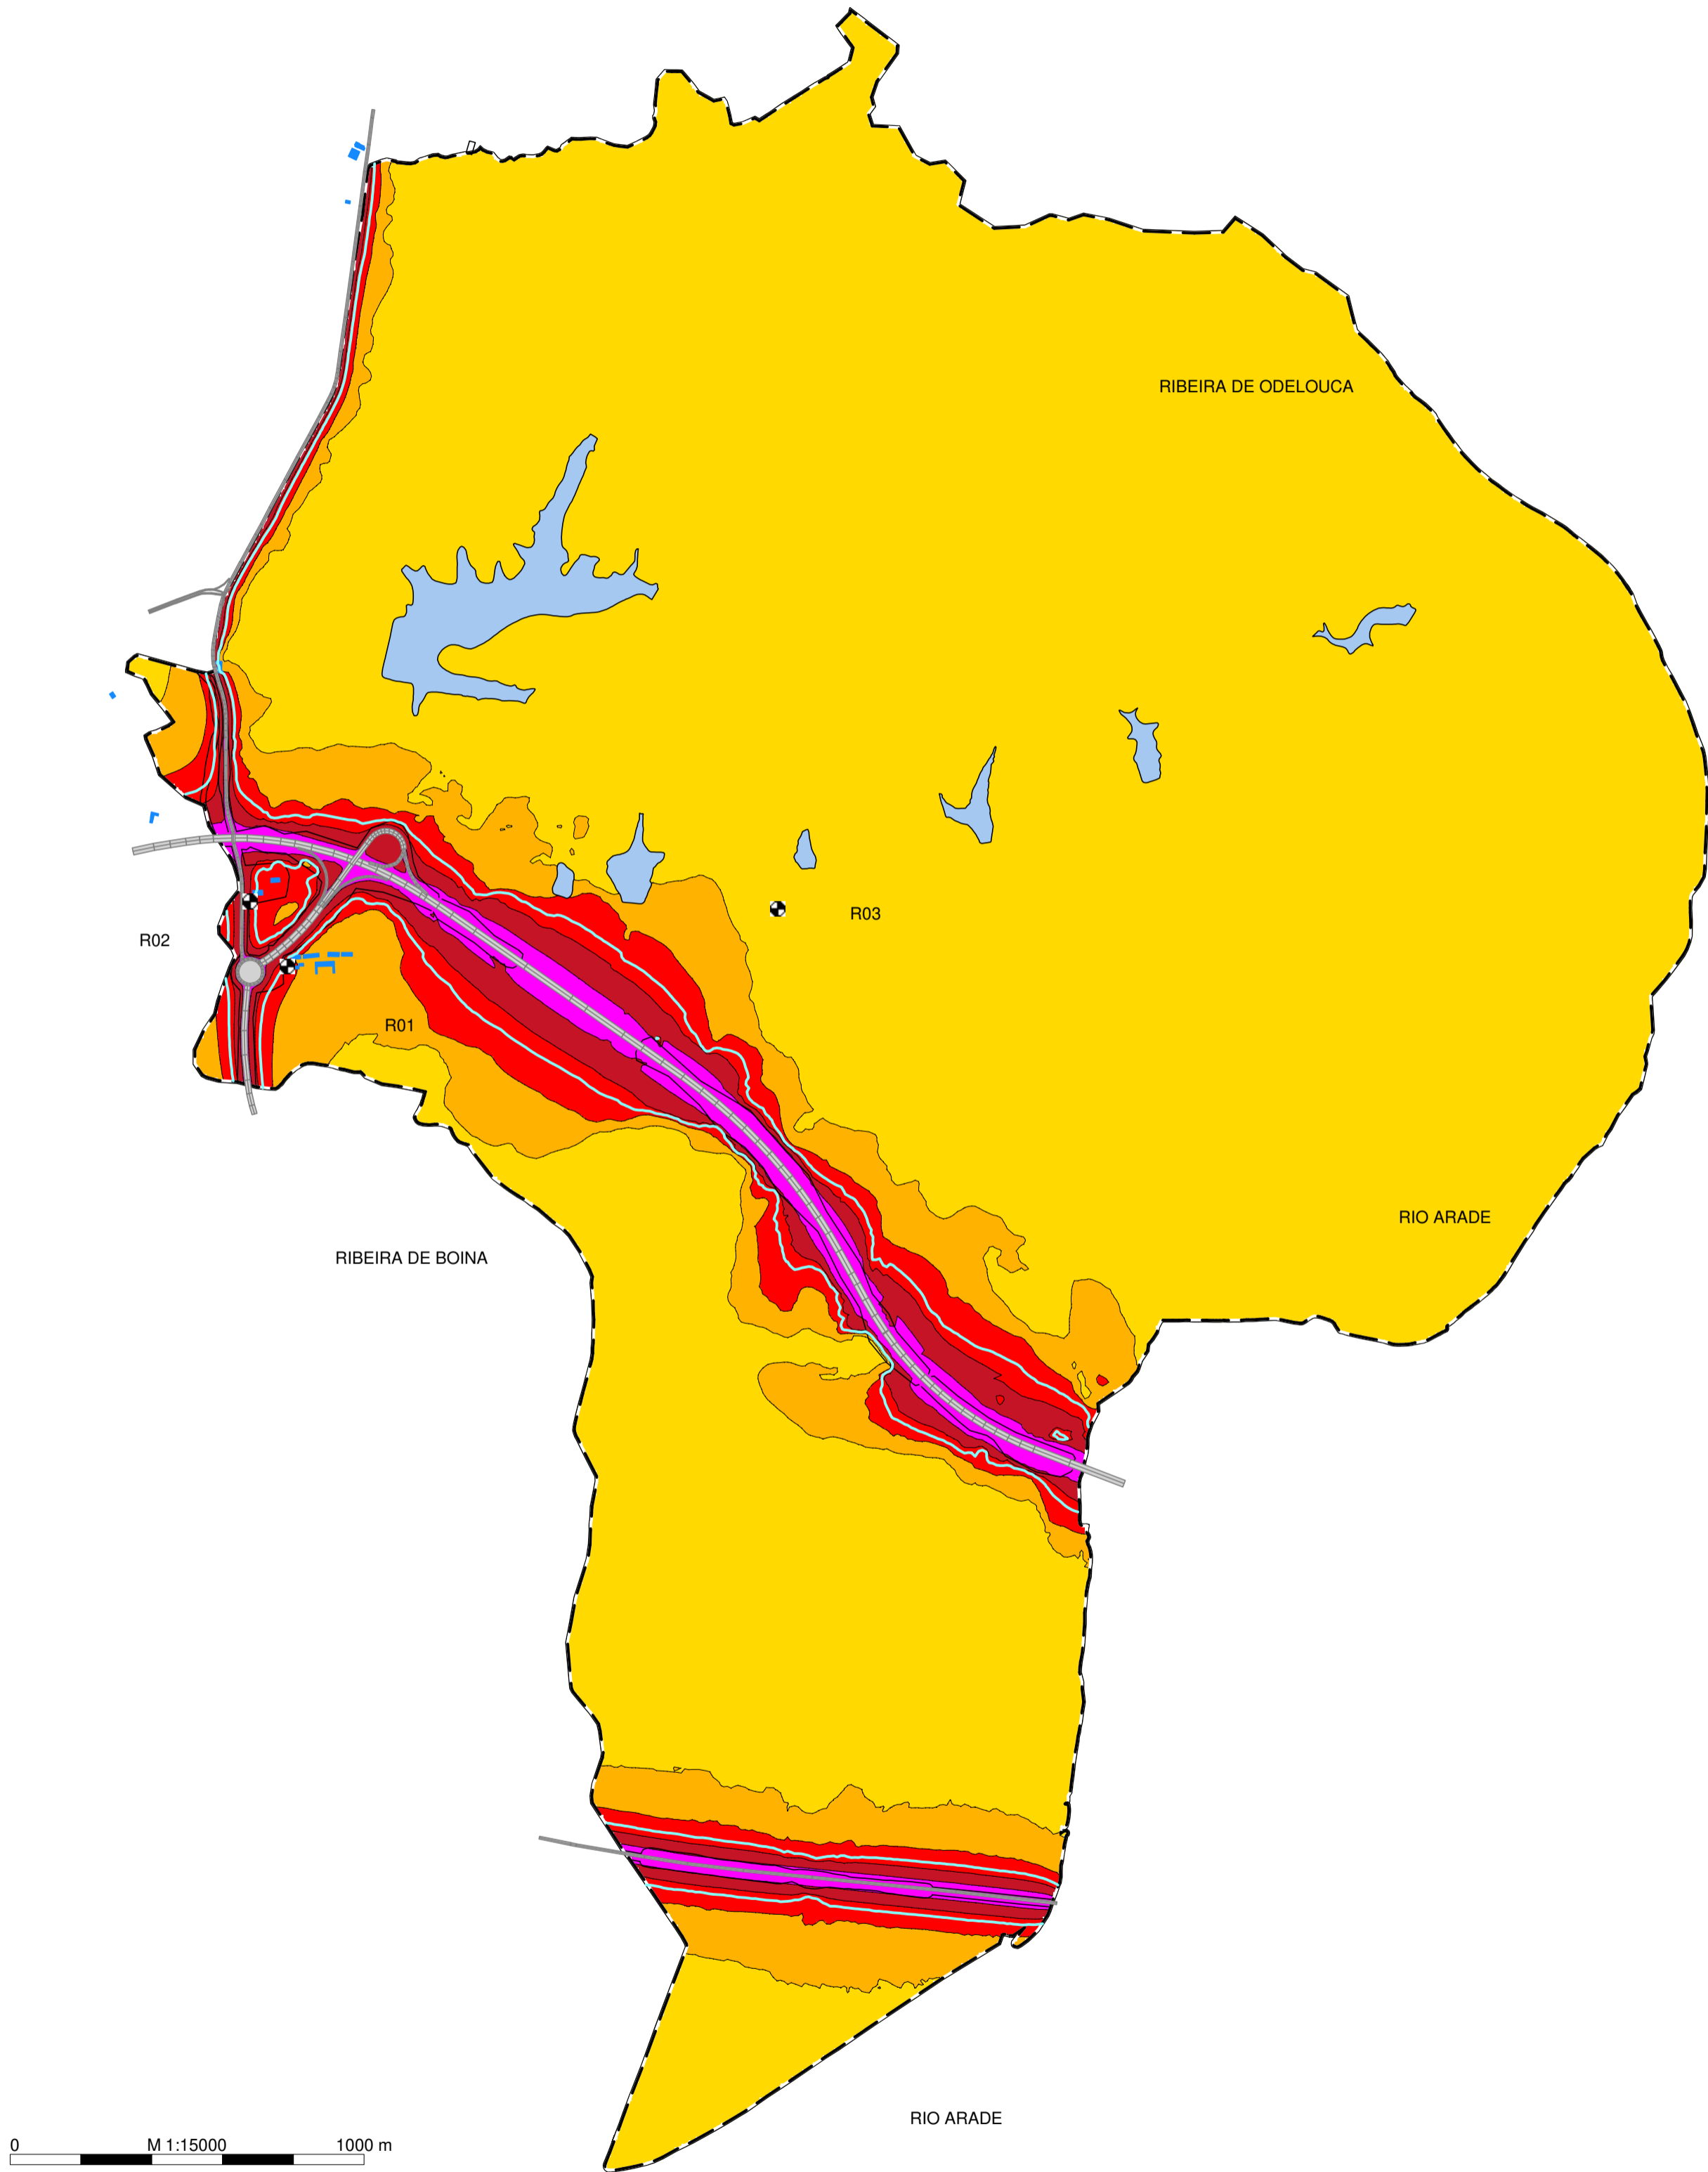 RIBEIRA DE ODELOUCA
R03
R02
R01
RIO ARADE
RIBEIRA DE BOINA
RIO ARADE
0 M 1:15000 1000 m